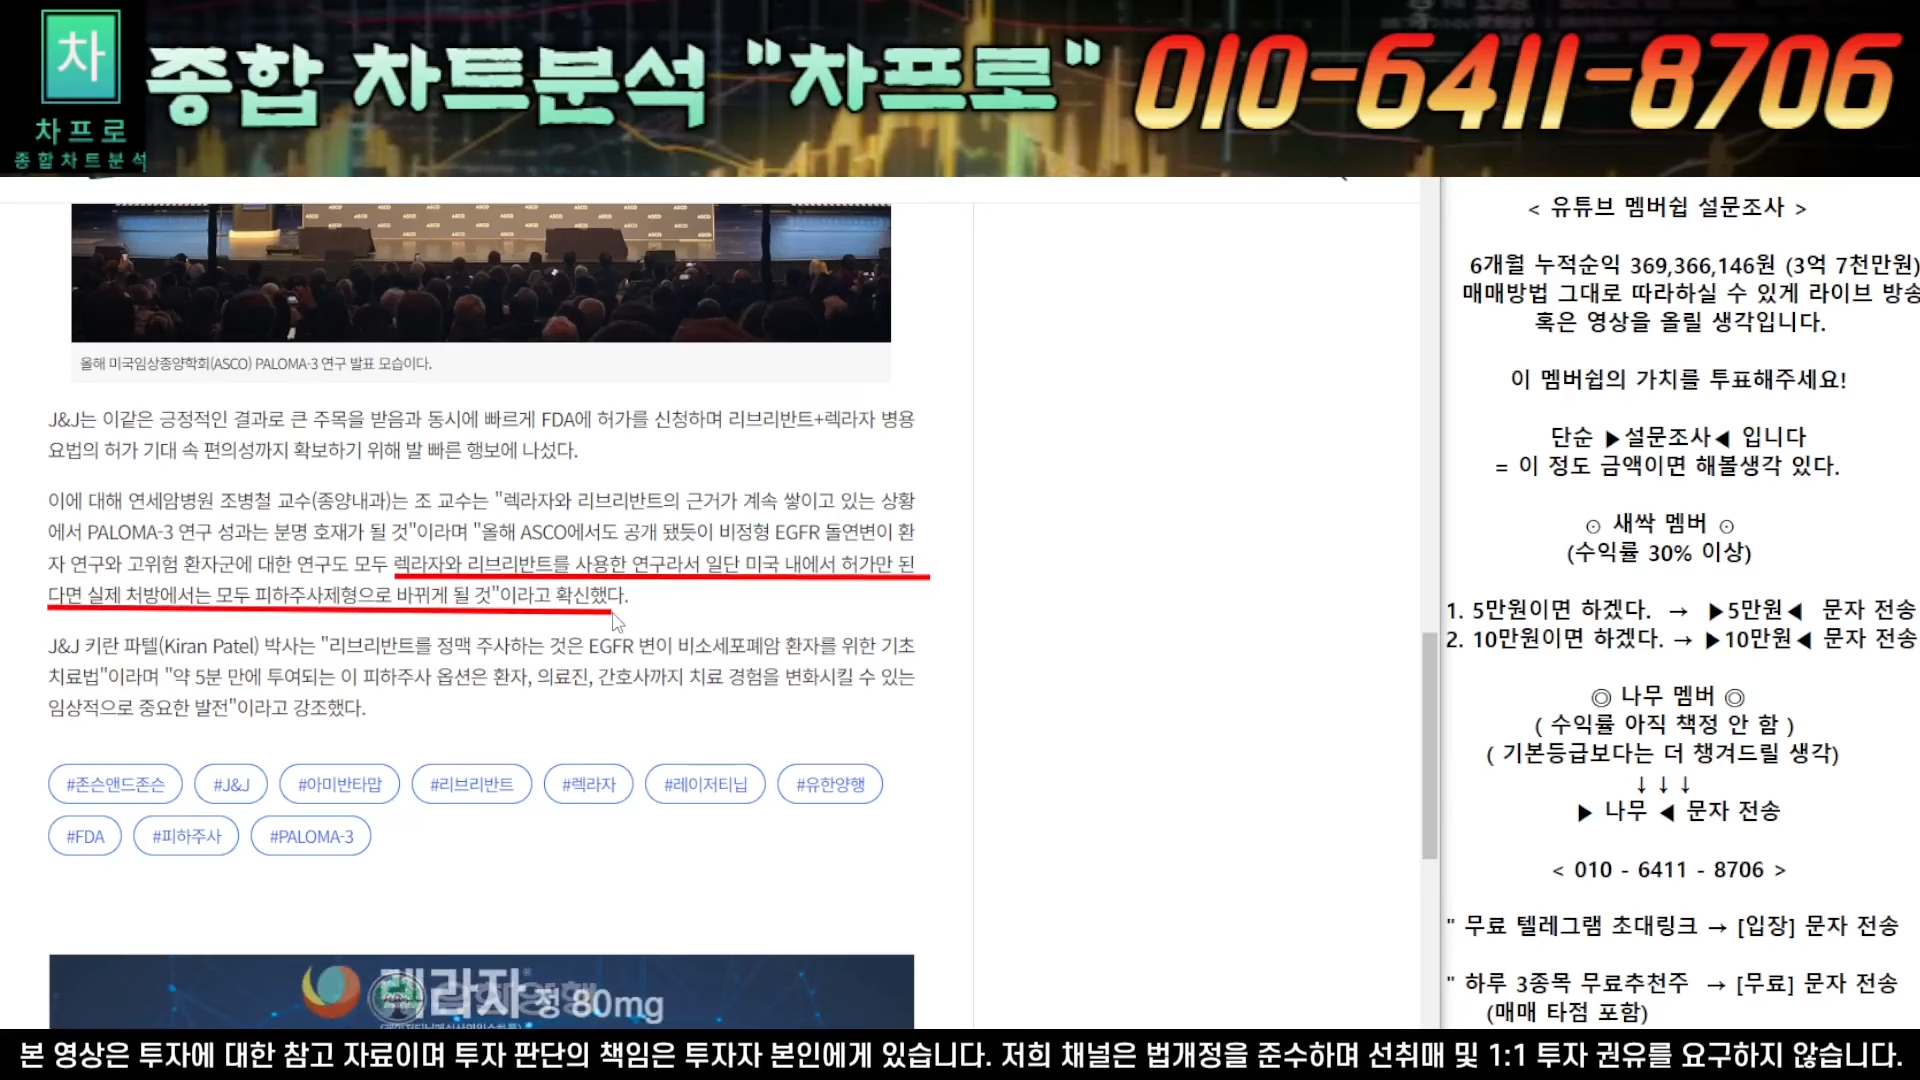 차
차프로
종합차트분석
종합 차트분석 "차프로" 010-6411-8706
ASCO ASCO ASCO ASCO ASCO
올해 미국임상종양학회(ASCO) PALOMA-3 연구 발표 모습이다.
J&J는 이같은 긍정적인 결과로 큰 주목을 받음과 동시에 빠르게 FDA에 허가를 신청하며 리브리반트+렉라자 병용
요법의 허가 기대 속 편의성까지 확보하기 위해 발 빠른 행보에 나섰다.
이에 대해 연세암병원 조병철 교수(종양내과)는 조 교수는 "렉라자와 리브리반트의 근거가 계속 쌓이고 있는 상황
에서 PALOMA-3 연구 성과는 분명 호재가 될 것"이라며 "올해 ASCO에서도 공개 됐듯이 비정형 EGFR 돌연변이 환
자 연구와 고위험 환자군에 대한 연구도 모두 렉라자와 리브리반트를 사용한 연구라서 일단 미국 내에서 허가만 된
다면 실제 처방에서는 모두 피하주사제형으로 바뀌게 될 것"이라고 확신했다.
J&J 키란 파텔(Kiran Patel) 박사는 "리브리반트를 정맥 주사하는 것은 EGFR 변이 비소세포폐암 환자를 위한 기초
치료법"이라며 "약 5분 만에 투여되는 이 피하주사 옵션은 환자, 의료진, 간호사까지 치료 경험을 변화시킬 수 있는
임상적으로 중요한 발전"이라고 강조했다.
#존슨앤드존슨 #J&J #아미반타맙 #리브리반트 #렉라자 #레이저티닙 #유한양행
#FDA #피하주사 #PALOMA-3
렉라자 정 80mg
< 유튜브 멤버쉽 설문조사 >
6개월 누적순익 369,366,146원 (3억 7천만원)
매매방법 그대로 따라하실 수 있게 라이브 방송
혹은 영상을 올릴 생각입니다.
이 멤버쉽의 가치를 투표해주세요!
단순 ▶설문조사◀ 입니다
= 이 정도 금액이면 해볼생각 있다.
⊙ 새싹 멤버 ⊙
(수익률 30% 이상)
1. 5만원이면 하겠다. → ▶5만원◀ 문자 전송
2. 10만원이면 하겠다. → ▶10만원◀ 문자 전송
◎ 나무 멤버 ◎
( 수익률 아직 책정 안 함 )
( 기본등급보다는 더 챙겨드릴 생각)
↓ ↓ ↓
▶ 나무 ◀ 문자 전송
< 010 - 6411 - 8706 >
" 무료 텔레그램 초대링크 → [입장] 문자 전송
" 하루 3종목 무료추천주 → [무료] 문자 전송
(매매 타점 포함)
본 영상은 투자에 대한 참고 자료이며 투자 판단의 책임은 투자자 본인에게 있습니다. 저희 채널은 법개정을 준수하며 선취매 및 1:1 투자 권유를 요구하지 않습니다.